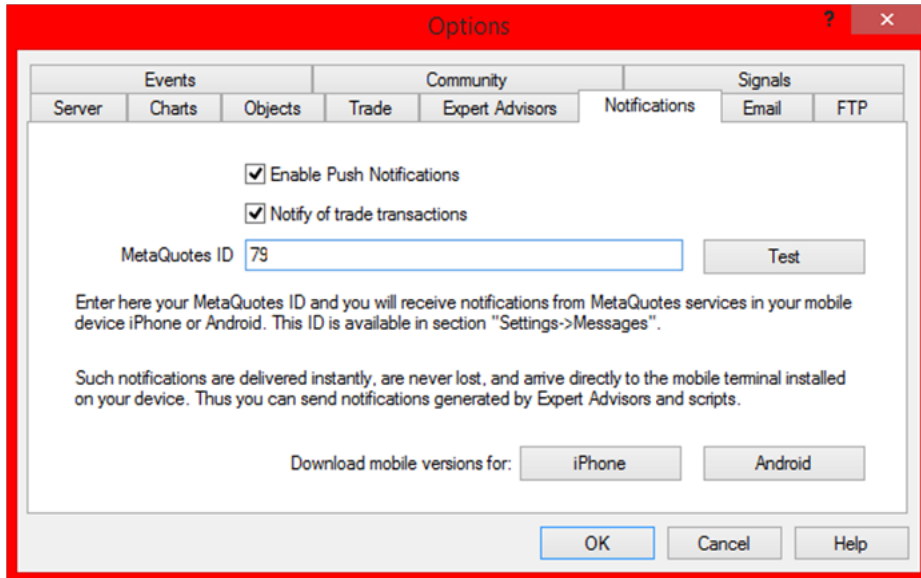 Options
? ×
Events Community Signals
Server Charts Objects Trade Expert Advisors Notifications Email FTP
Enable Push Notifications
Notify of trade transactions
MetaQuotes ID 79 Test
Enter here your MetaQuotes ID and you will receive notifications from MetaQuotes services in your mobile
device iPhone or Android. This ID is available in section "Settings->Messages".
Such notifications are delivered instantly, are never lost, and arrive directly to the mobile terminal installed
on your device. Thus you can send notifications generated by Expert Advisors and scripts.
Download mobile versions for: iPhone Android
OK Cancel Help